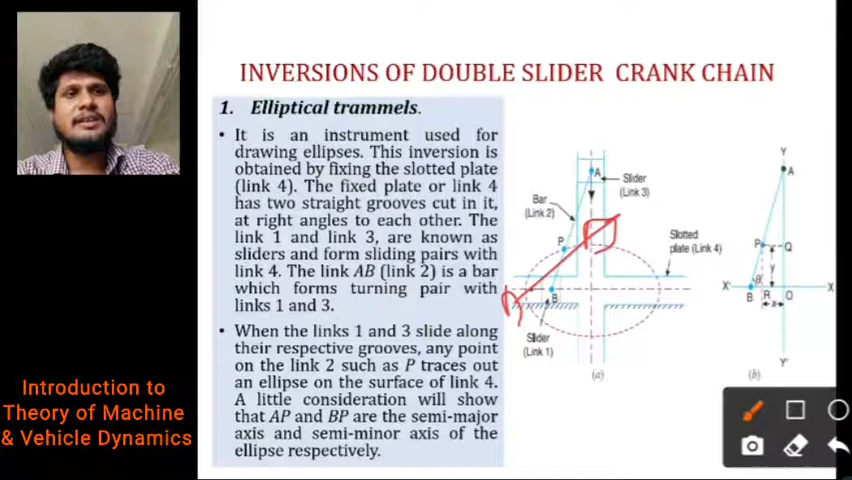 INVERSIONS OF DOUBLE SLIDER CRANK CHAIN
1. Elliptical trammels.
• It is an instrument used for
drawing ellipses. This inversion is
obtained by fixing the slotted plate
(link 4). The fixed plate or link 4
has two straight grooves cut in it,
at right angles to each other. The
link 1 and link 3, are known as
sliders and form sliding pairs with
link 4. The link AB (link 2) is a bar
which forms turning pair with
links 1 and 3.
• When the links 1 and 3 slide along
their respective grooves, any point
on the link 2 such as P traces out
an ellipse on the surface of link 4.
A little consideration will show
that AP and BP are the semi-major
axis and semi-minor axis of the
ellipse respectively.
A
Slider
(Link 3)
Bar
(Link 2)
P
Slotted
plate (Link 4)
B
Slider
(Link 1)
(a)
Y
A
P
Q
y
θ
X'
B
R
O
X
x
Y'
(b)
Introduction to
Theory of Machine
& Vehicle Dynamics